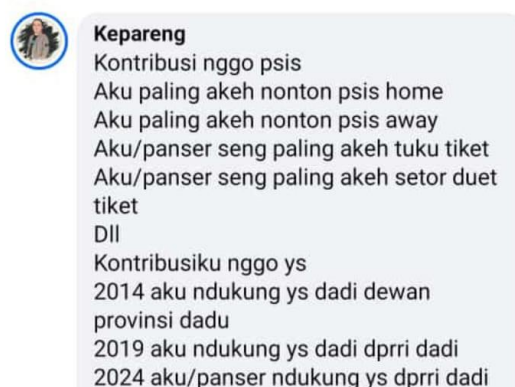 Kepareng
Kontribusi nggo psis
Aku paling akeh nonton psis home
Aku paling akeh nonton psis away
Aku/panser seng paling akeh tuku tiket
Aku/panser seng paling akeh setor duet
tiket
Dll
Kontribusiku nggo ys
2014 aku ndukung ys dadi dewan
provinsi dadu
2019 aku ndukung ys dadi dprri dadi
2024 aku/panser ndukung ys dprri dadi